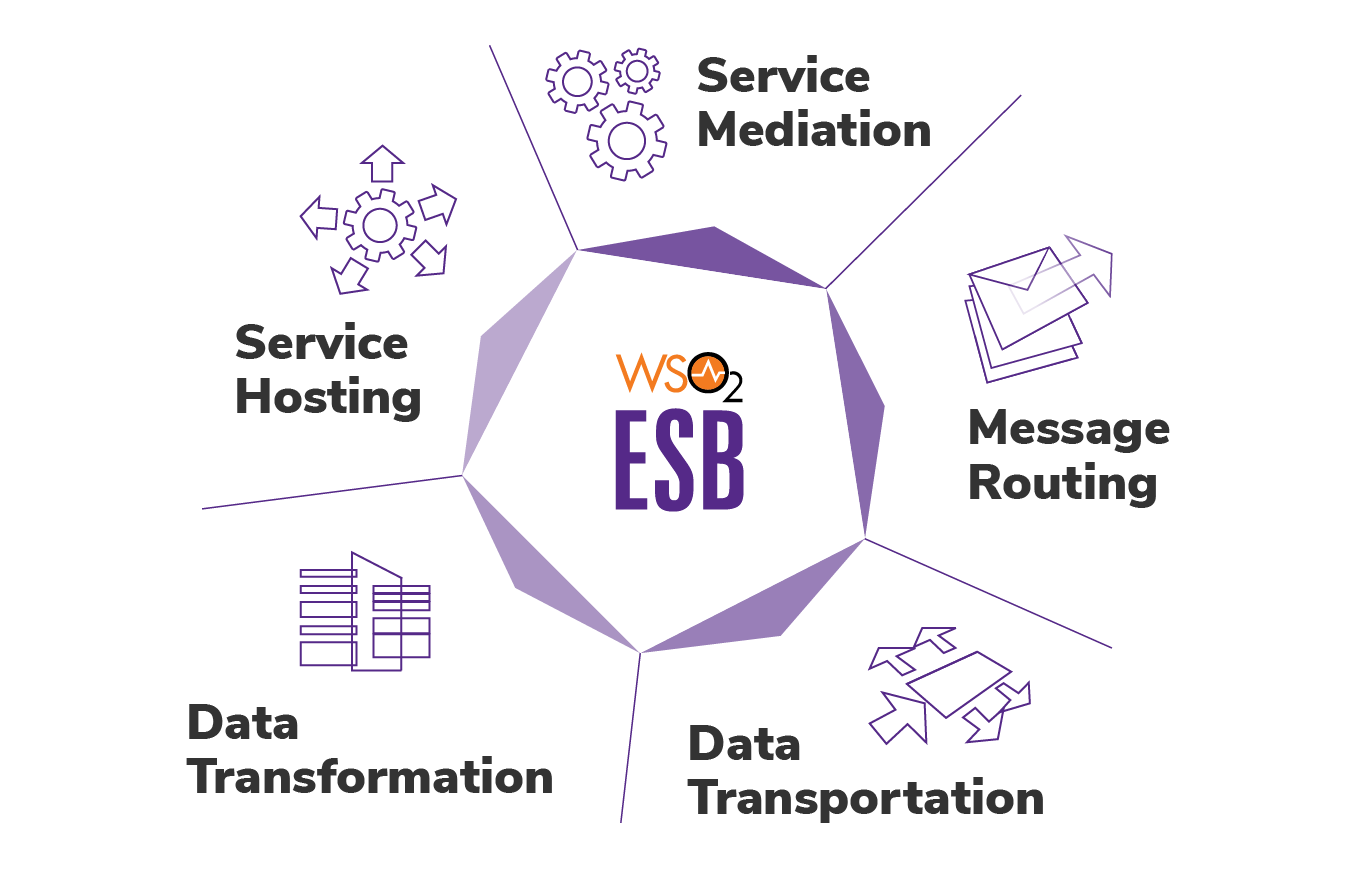 Service
Mediation
Service
Hosting
WSO2
ESB
Message
Routing
Data
Transformation
Data
Transportation